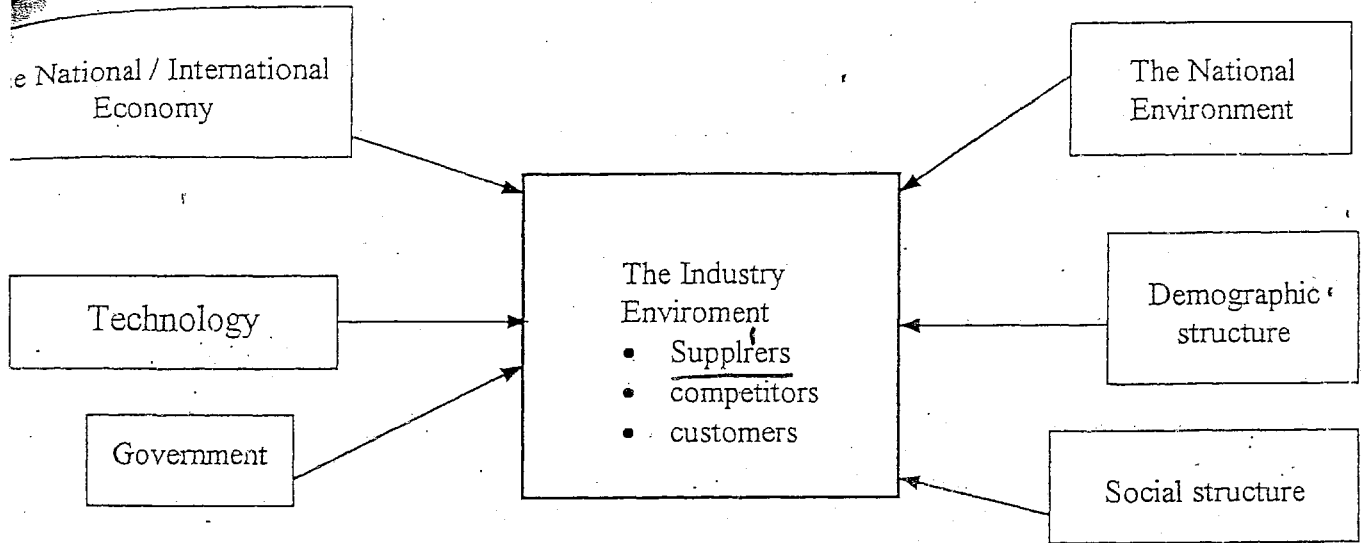 e National / International
Economy
The National
Environment
The Industry
Enviroment
• Supplrers
• competitors
• customers
Technology
Demographic
structure
Government
Social structure